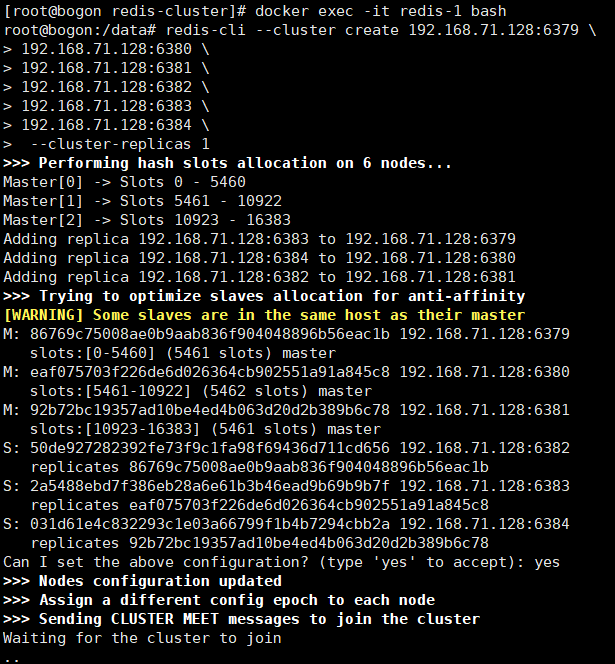 [root@bogon redis-cluster]# docker exec -it redis-1 bash
root@bogon:/data# redis-cli --cluster create 192.168.71.128:6379 \
> 192.168.71.128:6380 \
> 192.168.71.128:6381 \
> 192.168.71.128:6382 \
> 192.168.71.128:6383 \
> 192.168.71.128:6384 \
>  --cluster-replicas 1
>>> Performing hash slots allocation on 6 nodes...
Master[0] -> Slots 0 - 5460
Master[1] -> Slots 5461 - 10922
Master[2] -> Slots 10923 - 16383
Adding replica 192.168.71.128:6383 to 192.168.71.128:6379
Adding replica 192.168.71.128:6384 to 192.168.71.128:6380
Adding replica 192.168.71.128:6382 to 192.168.71.128:6381
>>> Trying to optimize slaves allocation for anti-affinity
[WARNING] Some slaves are in the same host as their master
M: 86769c75008ae0b9aab836f904048896b56eac1b 192.168.71.128:6379
   slots:[0-5460] (5461 slots) master
M: eaf075703f226de6d026364cb902551a91a845c8 192.168.71.128:6380
   slots:[5461-10922] (5462 slots) master
M: 92b72bc19357ad10be4ed4b063d20d2b389b6c78 192.168.71.128:6381
   slots:[10923-16383] (5461 slots) master
S: 50de927282392fe73f9c1fa98f69436d711cd656 192.168.71.128:6382
   replicates 86769c75008ae0b9aab836f904048896b56eac1b
S: 2a5488ebd7f386eb28a6e61b3b46ead9b69b9b7f 192.168.71.128:6383
   replicates eaf075703f226de6d026364cb902551a91a845c8
S: 031d61e4c832293c1e03a66799f1b4b7294cbb2a 192.168.71.128:6384
   replicates 92b72bc19357ad10be4ed4b063d20d2b389b6c78
Can I set the above configuration? (type 'yes' to accept): yes
>>> Nodes configuration updated
>>> Assign a different config epoch to each node
>>> Sending CLUSTER MEET messages to join the cluster
Waiting for the cluster to join
..